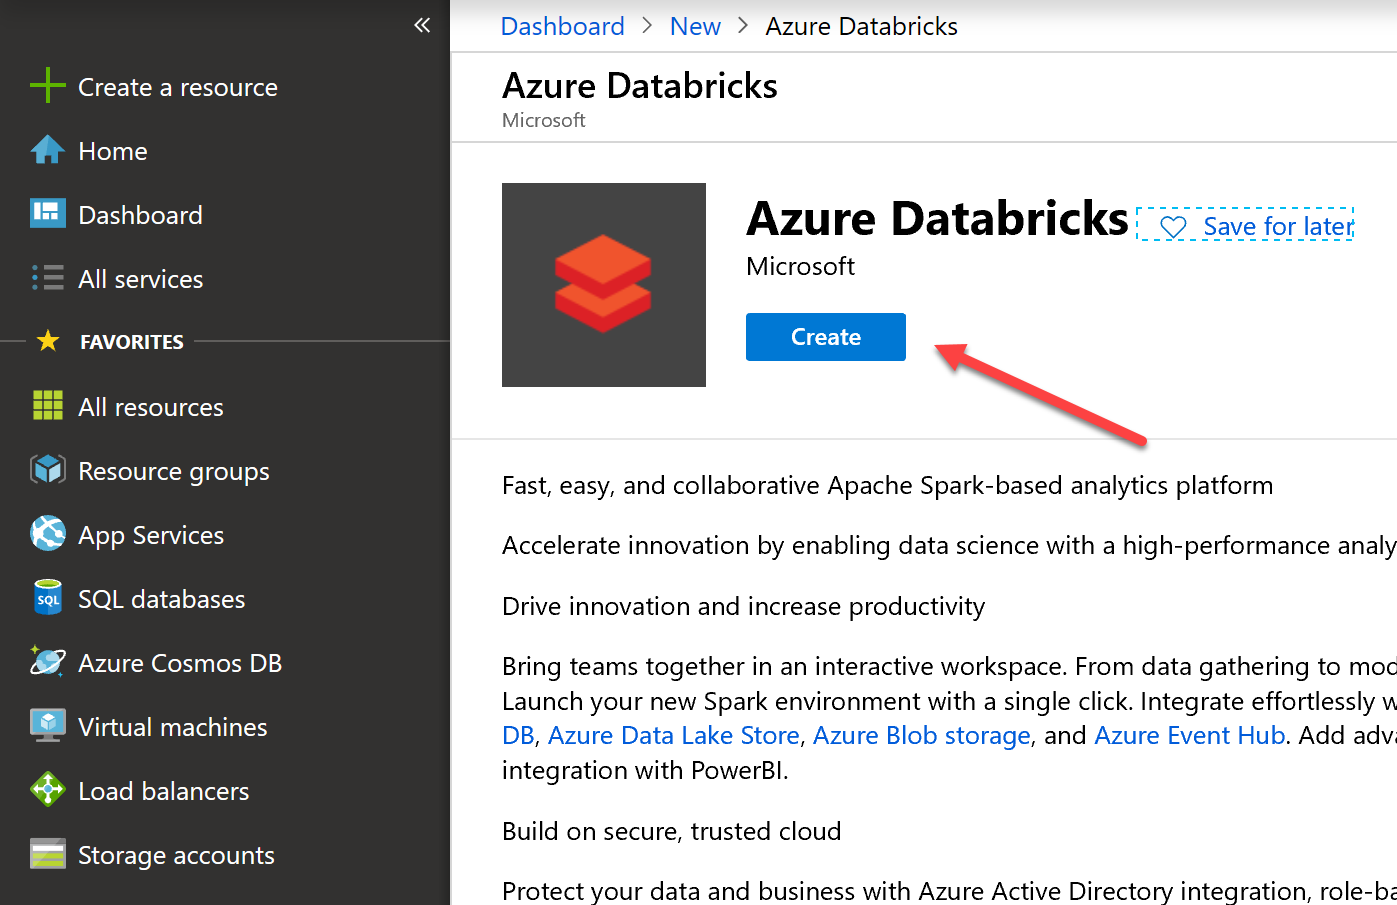 «
Create a resource
Home
Dashboard
All services
FAVORITES
All resources
Resource groups
App Services
SQL
SQL databases
Azure Cosmos DB
Virtual machines
Load balancers
Storage accounts
Dashboard > New > Azure Databricks
Azure Databricks
Microsoft
Azure Databricks
Save for later
Microsoft
Create
Fast, easy, and collaborative Apache Spark-based analytics platform
Accelerate innovation by enabling data science with a high-performance analy
Drive innovation and increase productivity
Bring teams together in an interactive workspace. From data gathering to mod
Launch your new Spark environment with a single click. Integrate effortlessly w
DB, Azure Data Lake Store, Azure Blob storage, and Azure Event Hub. Add adva
integration with PowerBI.
Build on secure, trusted cloud
Protect your data and business with Azure Active Directory integration, role-ba